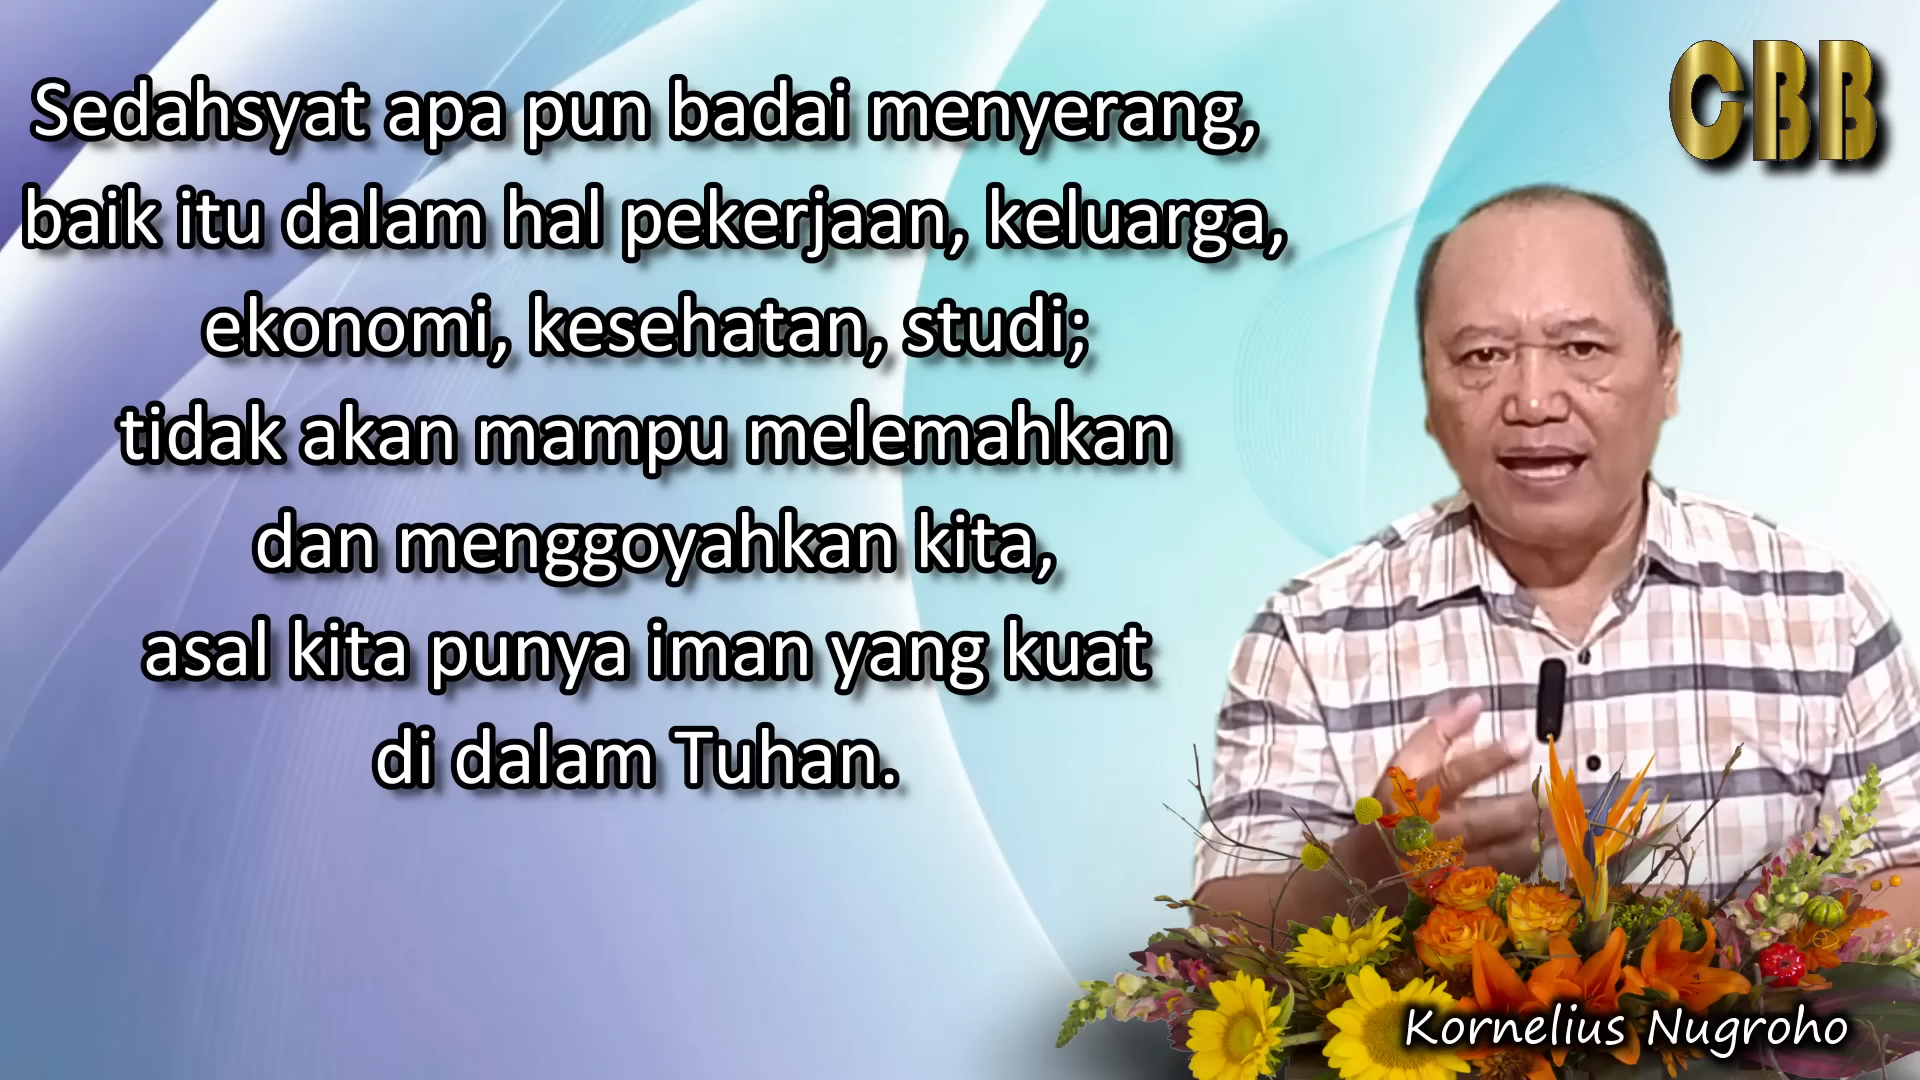 CBB
Sedahsyat apa pun badai menyerang,
baik itu dalam hal pekerjaan, keluarga,
ekonomi, kesehatan, studi;
tidak akan mampu melemahkan
dan menggoyahkan kita,
asal kita punya iman yang kuat
di dalam Tuhan.
Kornelius Nugroho